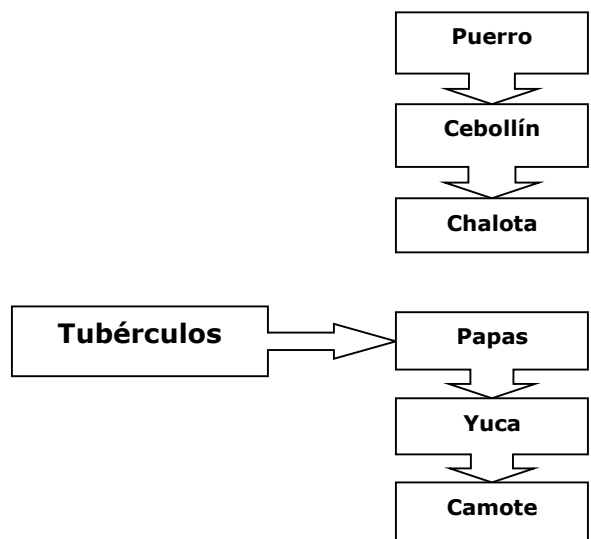 Puerro
Cebollín
Chalota
Tubérculos
Papas
Yuca
Camote